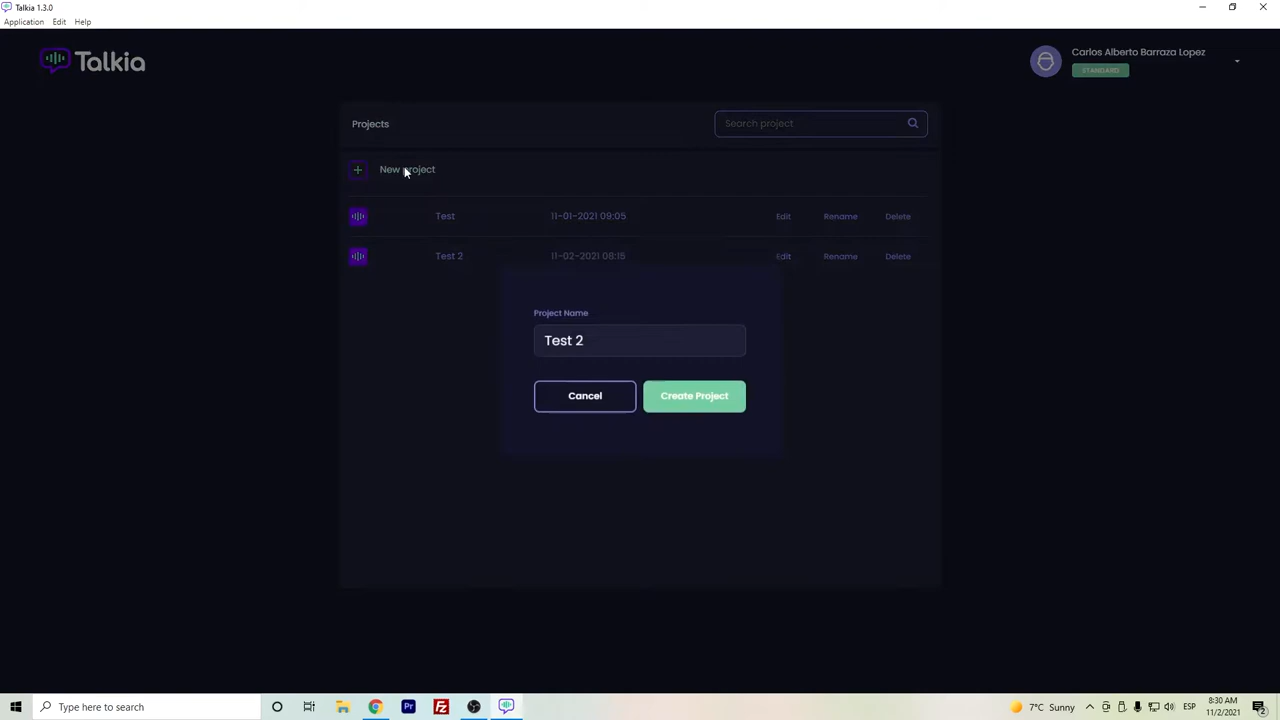 Talkia 1.3.0
Application Edit Help
Talkia
Carlos Alberto Barraza Lopez
STANDARD
Projects
Search project
New project
Test 11-01-2021 09:05 Edit Rename Delete
Test 2 11-02-2021 08:15 Edit Rename Delete
Project Name
Test 2
Cancel Create Project
Type here to search
Pr
FZ
7°C Sunny
ESP
8:30 AM
11/2/2021
2